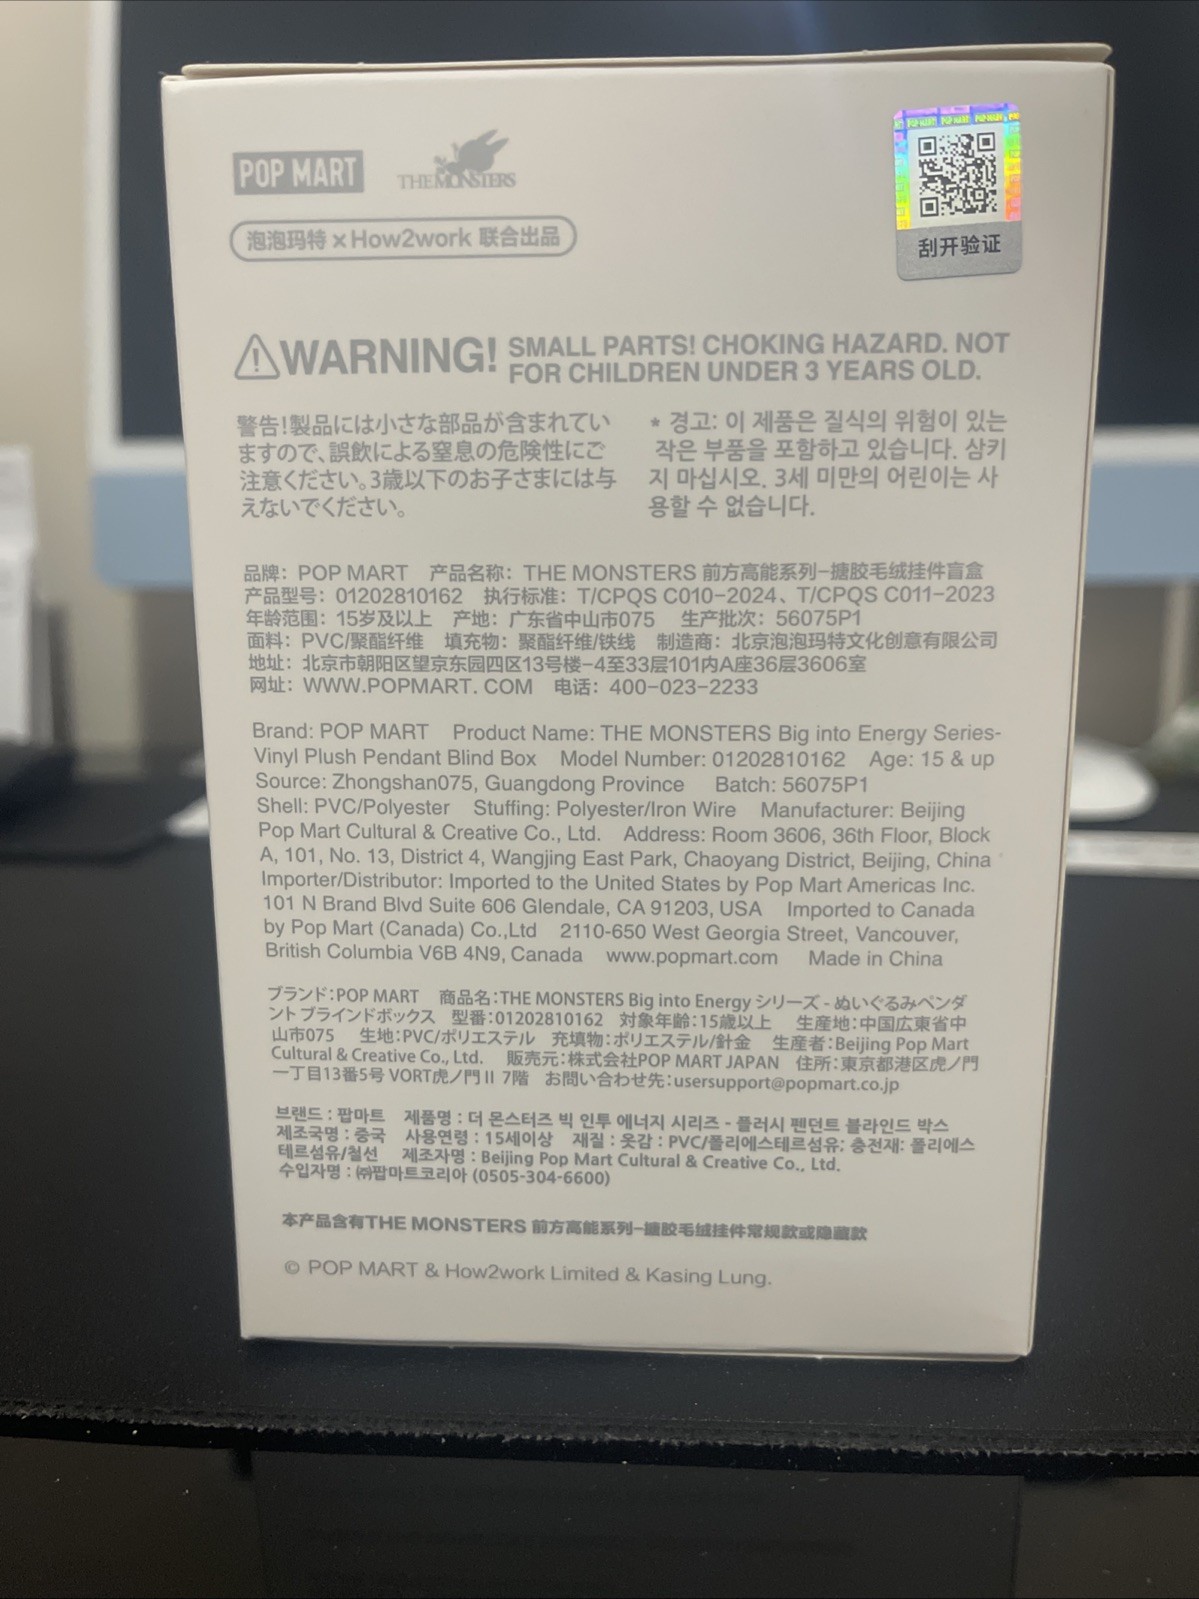 POP MART
THE MONSTERS
泡泡玛特×How2work 联合出品
刮开验证
WARNING!
SMALL PARTS! CHOKING HAZARD. NOT
FOR CHILDREN UNDER 3 YEARS OLD.
警告!製品には小さな部品が含まれてい
ますので、誤飲による窒息の危険性にご
注意ください。3歳以下のお子さまには与
えないでください。
* 경고: 이 제품은 질식의 위험이 있는
작은 부품을 포함하고 있습니다. 삼키
지 마십시오. 3세 미만의 어린이는 사
용할 수 없습니다.
品牌：POP MART 产品名称：THE MONSTERS 前方高能系列-搪胶毛绒挂件盲盒
产品型号：01202810162 执行标准：T/CPQS C010-2024、T/CPQS C011-2023
年龄范围：15岁及以上 产地：广东省中山市075 生产批次：56075P1
面料：PVC/聚酯纤维 填充物：聚酯纤维/铁线 制造商：北京泡泡玛特文化创意有限公司
地址：北京市朝阳区望京东园四区13号楼-4至33层101内A座36层3606室
网址：WWW.POPMART. COM 电话：400-023-2233
Brand: POP MART Product Name: THE MONSTERS Big into Energy Series-
Vinyl Plush Pendant Blind Box Model Number: 01202810162 Age: 15 & up
Source: Zhongshan075, Guangdong Province Batch: 56075P1
Shell: PVC/Polyester Stuffing: Polyester/Iron Wire Manufacturer: Beijing
Pop Mart Cultural & Creative Co., Ltd. Address: Room 3606, 36th Floor, Block
A, 101, No. 13, District 4, Wangjing East Park, Chaoyang District, Beijing, China
Importer/Distributor: Imported to the United States by Pop Mart Americas Inc.
101 N Brand Blvd Suite 606 Glendale, CA 91203, USA Imported to Canada
by Pop Mart (Canada) Co.,Ltd 2110-650 West Georgia Street, Vancouver,
British Columbia V6B 4N9, Canada www.popmart.com Made in China
ブランド:POP MART 商品名:THE MONSTERS Big into Energy シリーズ - ぬいぐるみペンダ
ント ブラインドボックス 型番:01202810162 対象年齢:15歳以上 生産地:中国広東省中
山市075 生地:PVC/ポリエステル 充填物:ポリエステル/針金 生産者:Beijing Pop Mart
Cultural & Creative Co., Ltd. 販売元:株式会社POP MART JAPAN 住所:東京都港区虎ノ門
一丁目13番5号 VORT虎ノ門Ⅱ 7階 お問い合わせ先:usersupport@popmart.co.jp
브랜드 : 팝마트 제품명 : 더 몬스터즈 빅 인투 에너지 시리즈 - 플러시 펜던트 블라인드 박스
제조국명 : 중국 사용연령 : 15세이상 재질 : 옷감 : PVC/폴리에스테르섬유; 충전재: 폴리에스
테르섬유/철선 제조자명 : Beijing Pop Mart Cultural & Creative Co., Ltd.
수입자명 : ㈜팝마트코리아 (0505-304-6600)
本产品含有THE MONSTERS 前方高能系列-搪胶毛绒挂件常规款或隐藏款
© POP MART & How2work Limited & Kasing Lung.